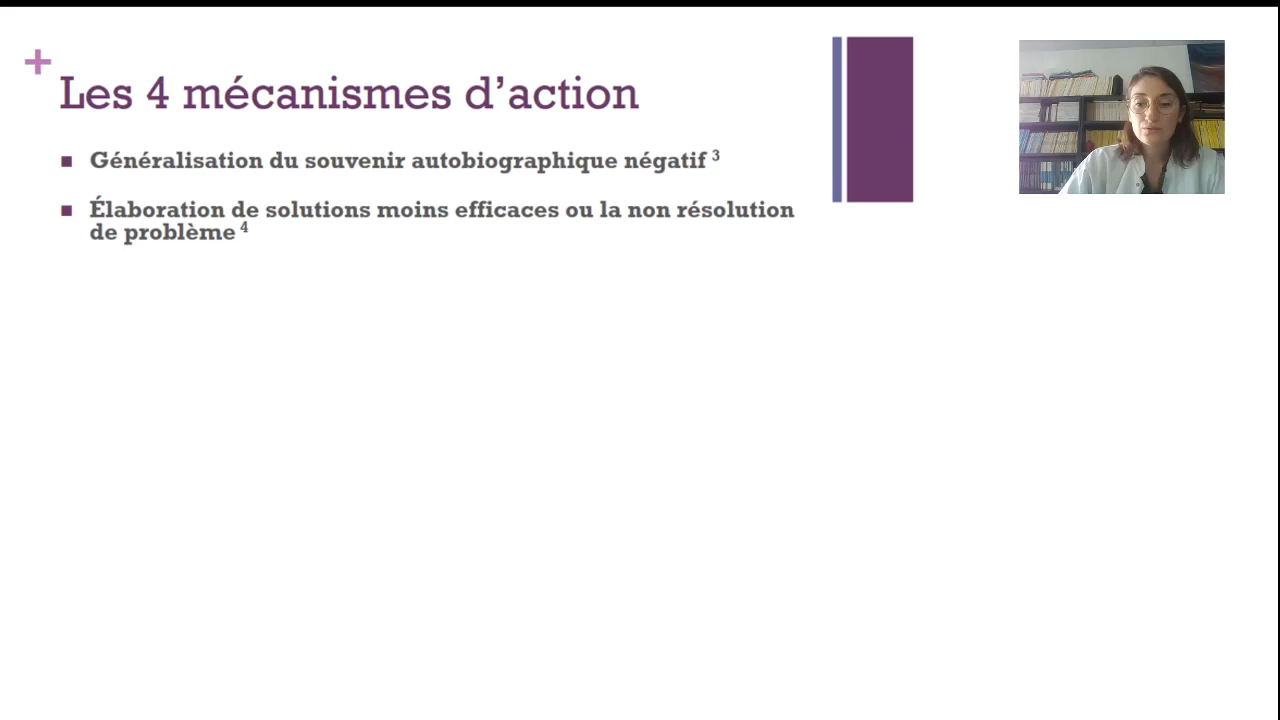 Les 4 mécanismes d’action
Généralisation du souvenir autobiographique négatif 3
Élaboration de solutions moins efficaces ou la non résolution
de problème 4